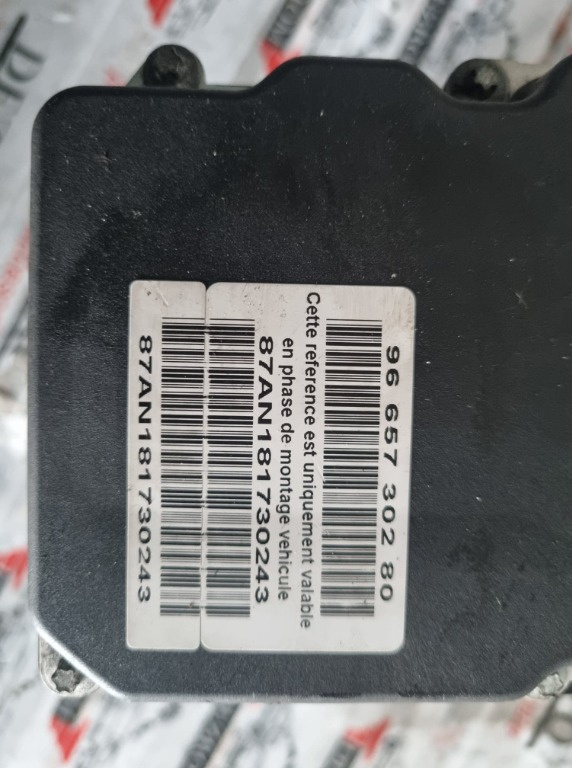 96 657 302 80
Cette reference est uniquement valable
en phase de montage vehicule
87AN181730243
87AN181730243